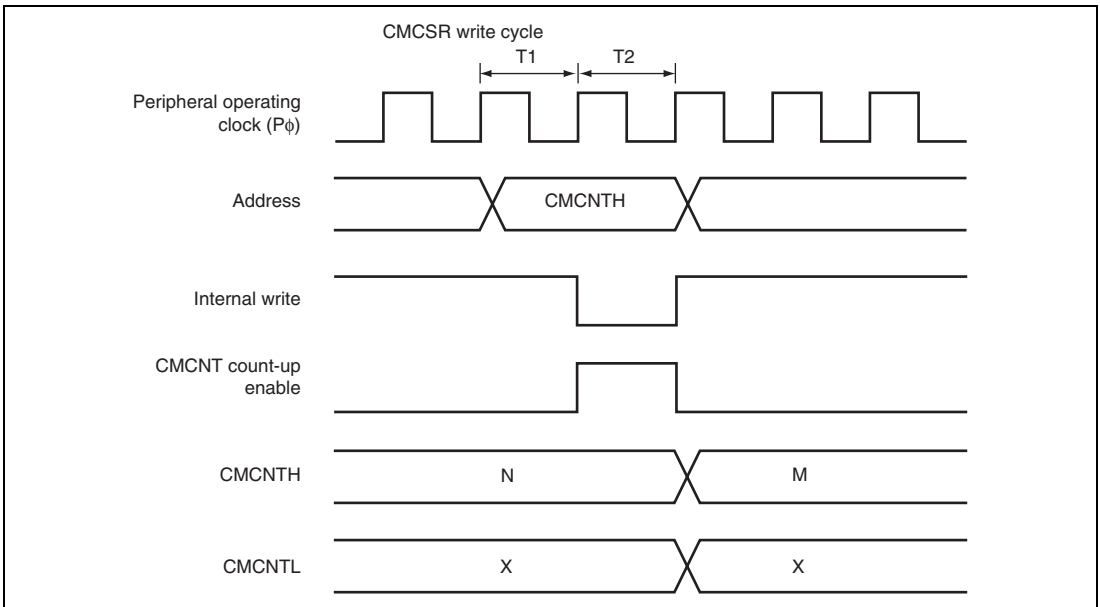 CMCSR write cycle
T1 T2
Peripheral operating
clock (Pϕ)
Address
CMCNTH
Internal write
CMCNT count-up
enable
CMCNTH
N
M
CMCNTL
X
X